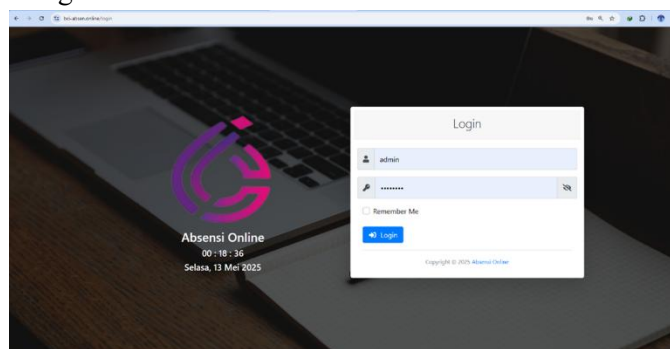 Login
admin
••••••••
Remember Me
Login
Absensi Online
00 : 18 : 36
Selasa, 13 Mei 2025
Copyright © 2025 Absensi Online